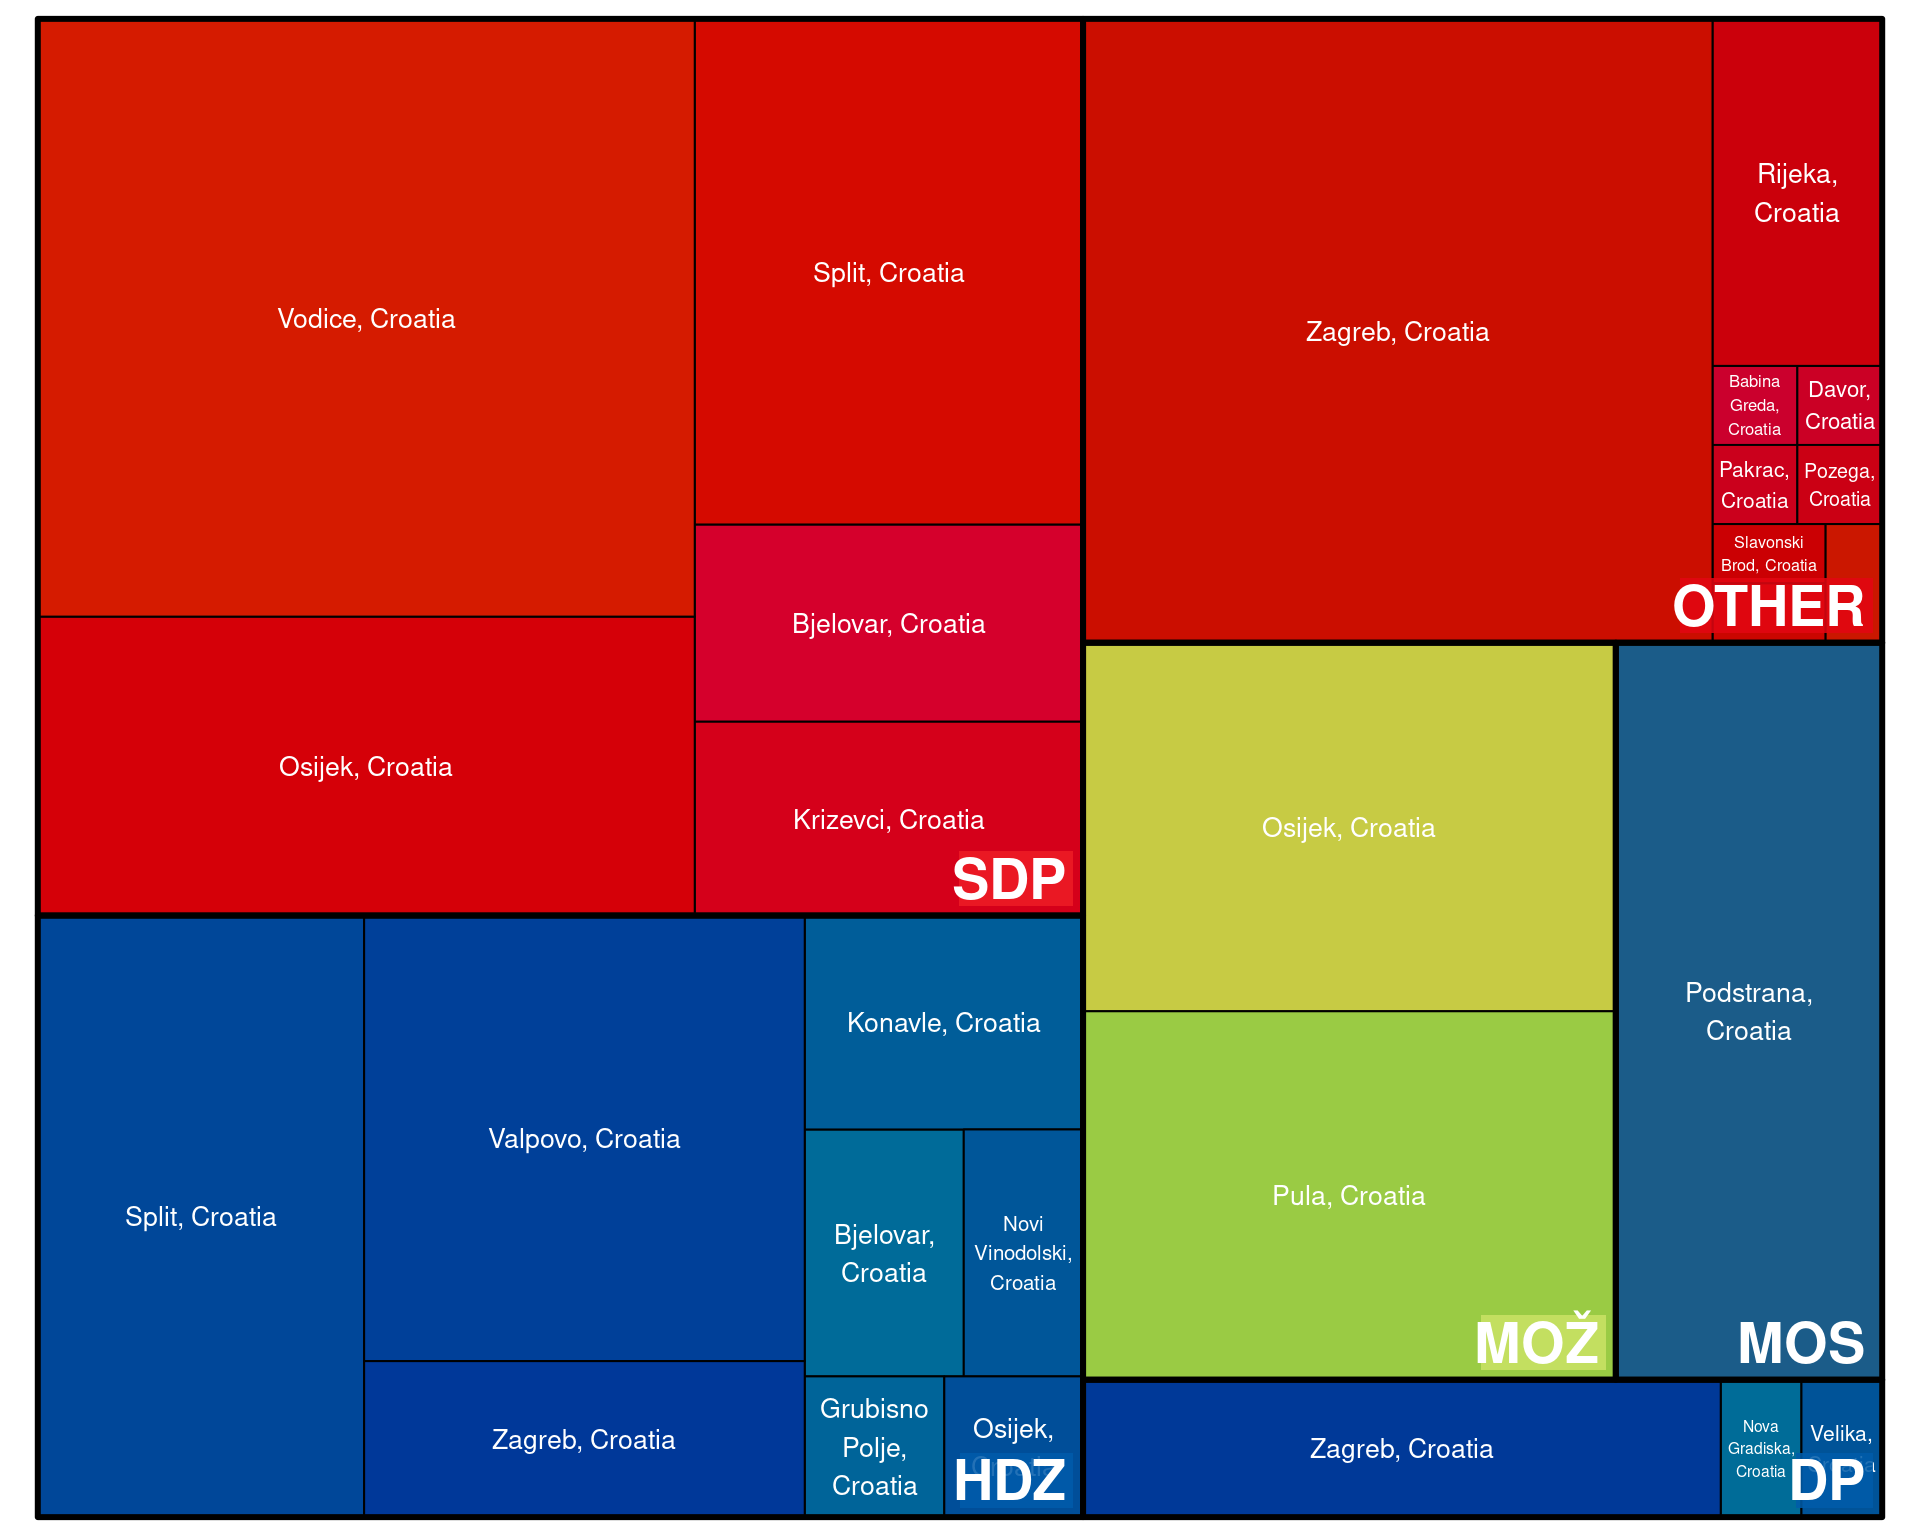 Vodice, Croatia
Split, Croatia
Osijek, Croatia
Bjelovar, Croatia
Krizevci, Croatia
SDP
Zagreb, Croatia
Rijeka,
Croatia
Babina
Greda,
Croatia
Davor,
Croatia
Pakrac,
Croatia
Pozega,
Croatia
Slavonski
Brod, Croatia
OTHER
Split, Croatia
Valpovo, Croatia
Zagreb, Croatia
Konavle, Croatia
Bjelovar,
Croatia
Novi
Vinodolski,
Croatia
Grubisno
Polje,
Croatia
Osijek,
HDZ
Osijek, Croatia
Pula, Croatia
MOŽ
Podstrana,
Croatia
MOS
Zagreb, Croatia
Nova
Gradiska,
Croatia
Velika,
DP